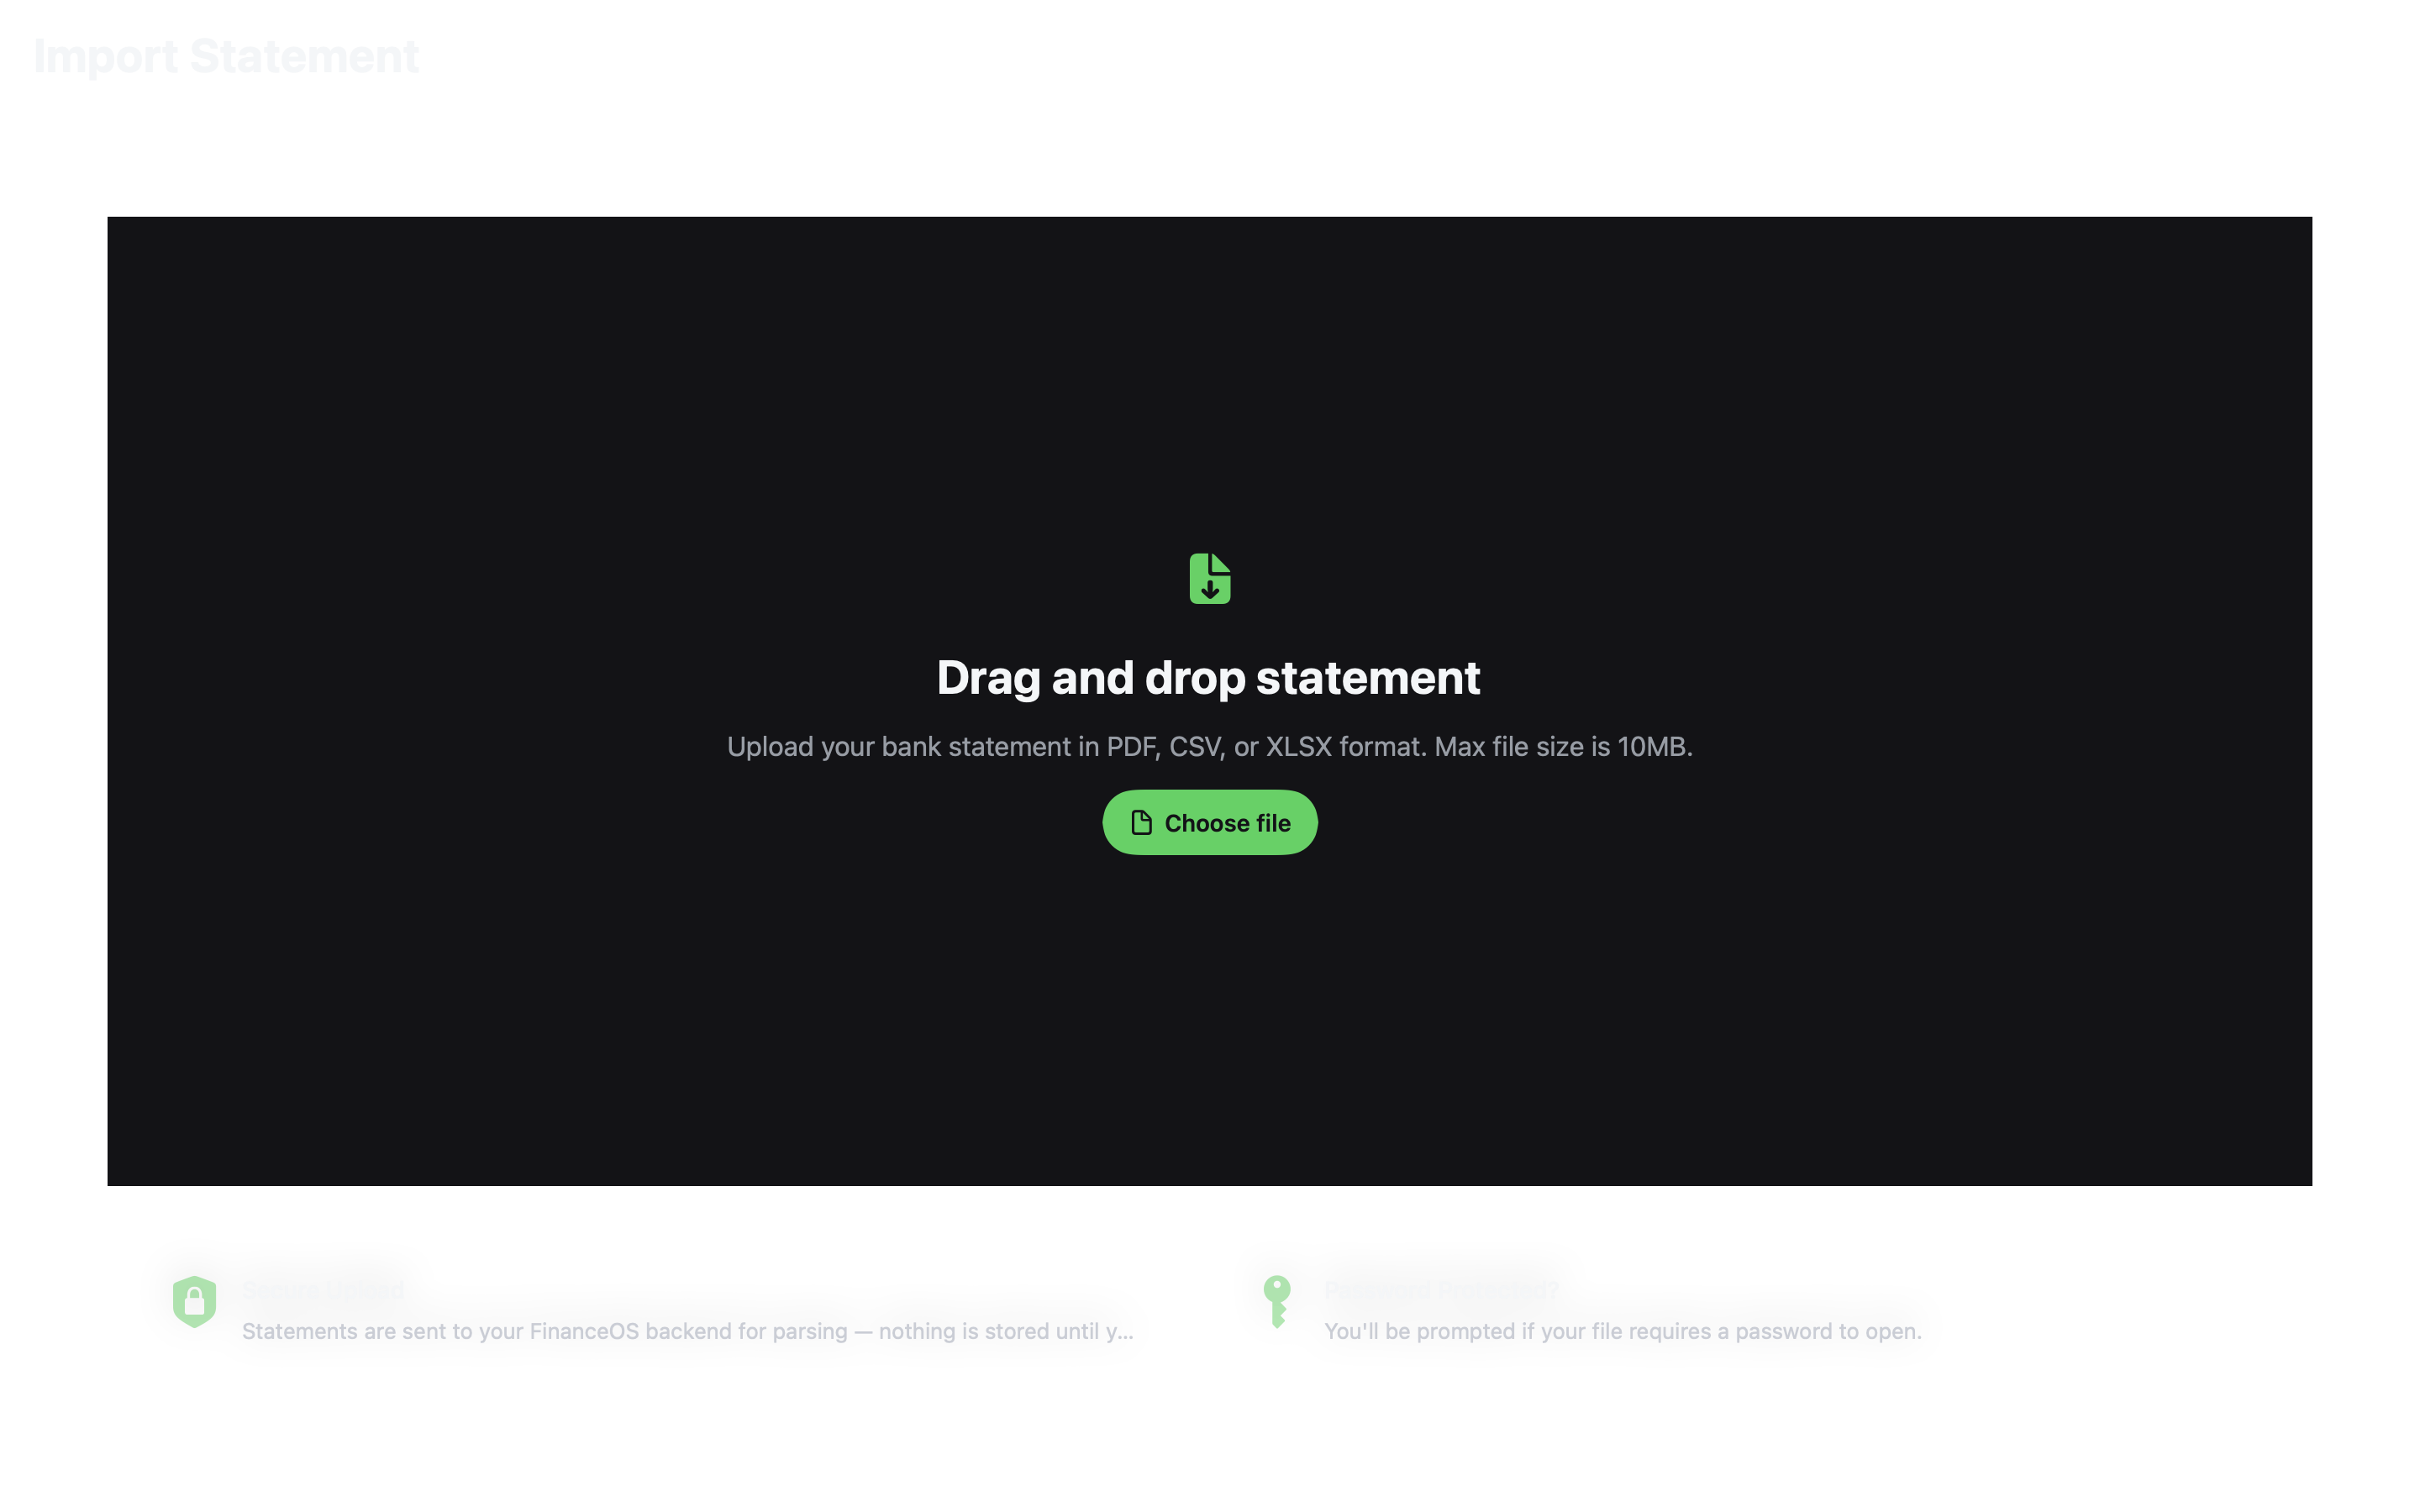 Import Statement
Drag and drop statement
Upload your bank statement in PDF, CSV, or XLSX format. Max file size is 10MB.
Choose file
Statements are sent to your FinanceOS backend for parsing — nothing is stored until y...
Password Protected?
You'll be prompted if your file requires a password to open.